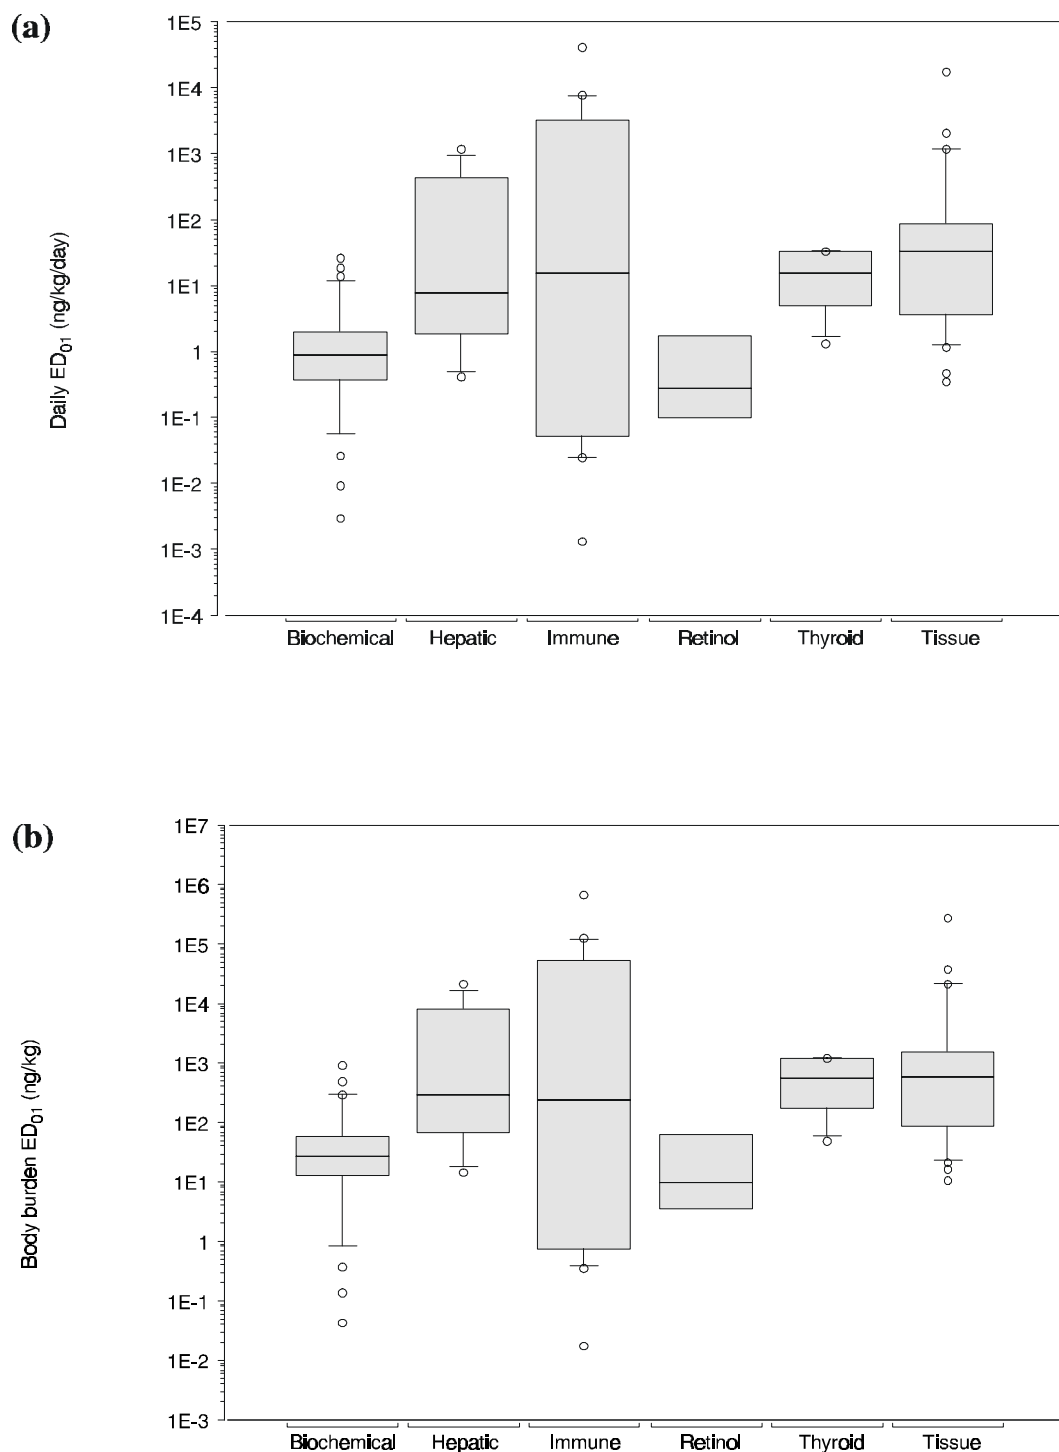 (a)
1E5
1E4
1E3
1E2
1E1
1
1E-1
1E-2
1E-3
1E-4
Daily ED01 (ng/kg/day)
Biochemical Hepatic Immune Retinol Thyroid Tissue
(b)
1E7
1E6
1E5
1E4
1E3
1E2
1E1
1
1E-1
1E-2
1E-3
Body burden ED01 (ng/kg)
Biochemical Hepatic Immune Retinol Thyroid Tissue